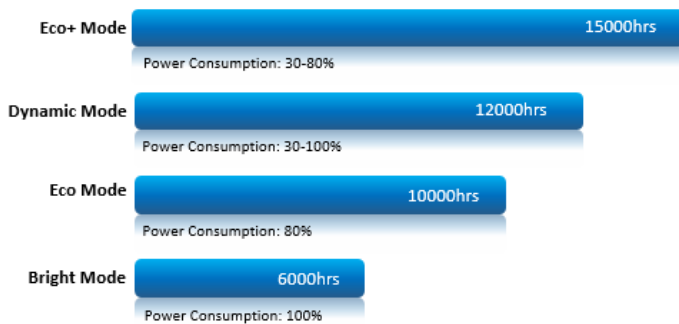 Eco+ Mode
15000hrs
Power Consumption: 30-80%
Dynamic Mode
12000hrs
Power Consumption: 30-100%
Eco Mode
10000hrs
Power Consumption: 80%
Bright Mode
6000hrs
Power Consumption: 100%